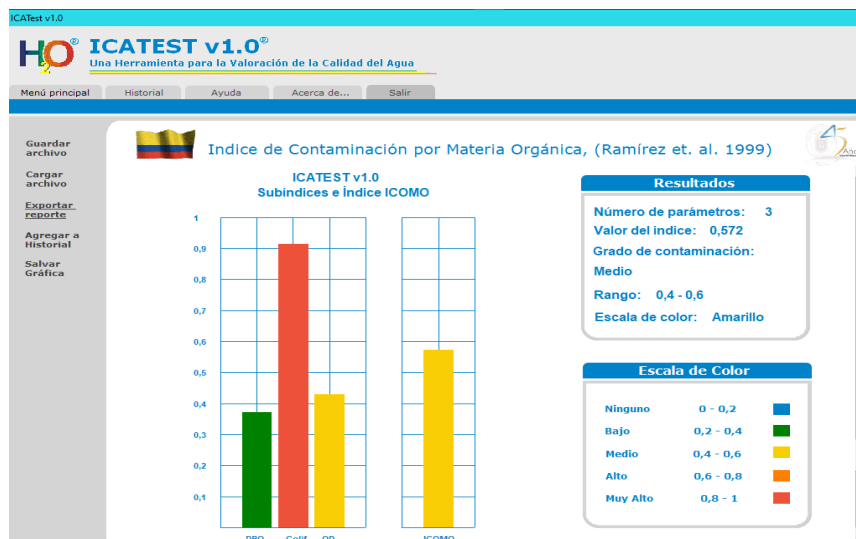 ICATest v1.0
H2O®
ICATEST v1.0®
Una Herramienta para la Valoración de la Calidad del Agua
Menú principal
Historial
Ayuda
Acerca de...
Salir
Guardar
archivo
Cargar
archivo
Exportar
reporte
Agregar a
Historial
Salvar
Gráfica
Indice de Contaminación por Materia Orgánica, (Ramírez et. al. 1999)
ICATEST v1.0
Subindices e Índice ICOMO
1
0,9
0,8
0,7
0,6
0,5
0,4
0,3
0,2
0,1
DBO Colif OD
ICOMO
Resultados
Número de parámetros: 3
Valor del indice: 0,572
Grado de contaminación:
Medio
Rango: 0,4 - 0,6
Escala de color: Amarillo
Escala de Color
Ninguno 0 - 0,2
Bajo 0,2 - 0,4
Medio 0,4 - 0,6
Alto 0,6 - 0,8
Muy Alto 0,8 - 1